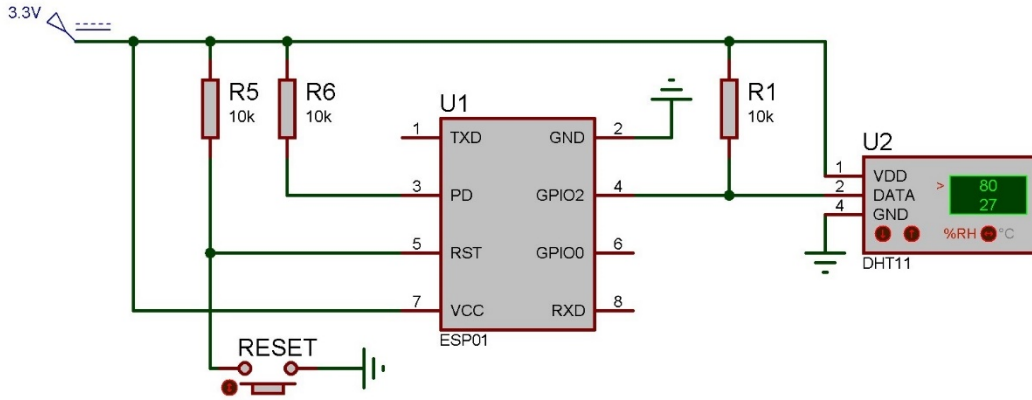 3.3V
R5
10k
R6
10k
U1
1 TXD
3 PD
5 RST
7 VCC
GND 2
GPIO2 4
GPIO0 6
RXD 8
ESP01
R1
10k
U2
1 VDD
2 DATA
4 GND
>
80
27
%RH °C
DHT11
RESET